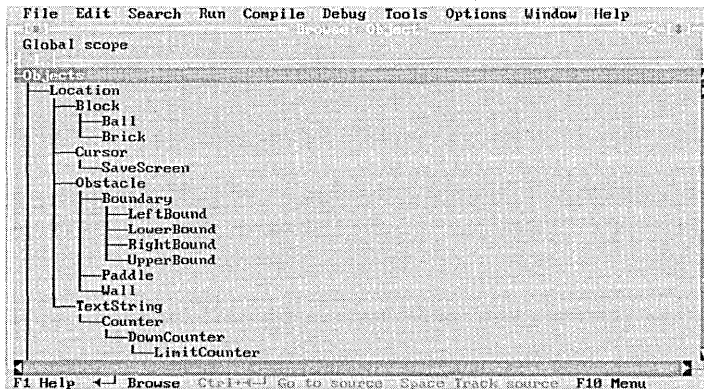 File Edit Search Run Compile Debug Tools Options Window Help
Browse: Object
Global scope
Objects
Location
Block
Ball
Brick
Cursor
SaveScreen
Obstacle
Boundary
LeftBound
LowerBound
RightBound
UpperBound
Paddle
Wall
TextString
Counter
DownCounter
LimitCounter
F1 Help Browse Ctrl+ Go to source Space Track source F10 Menu